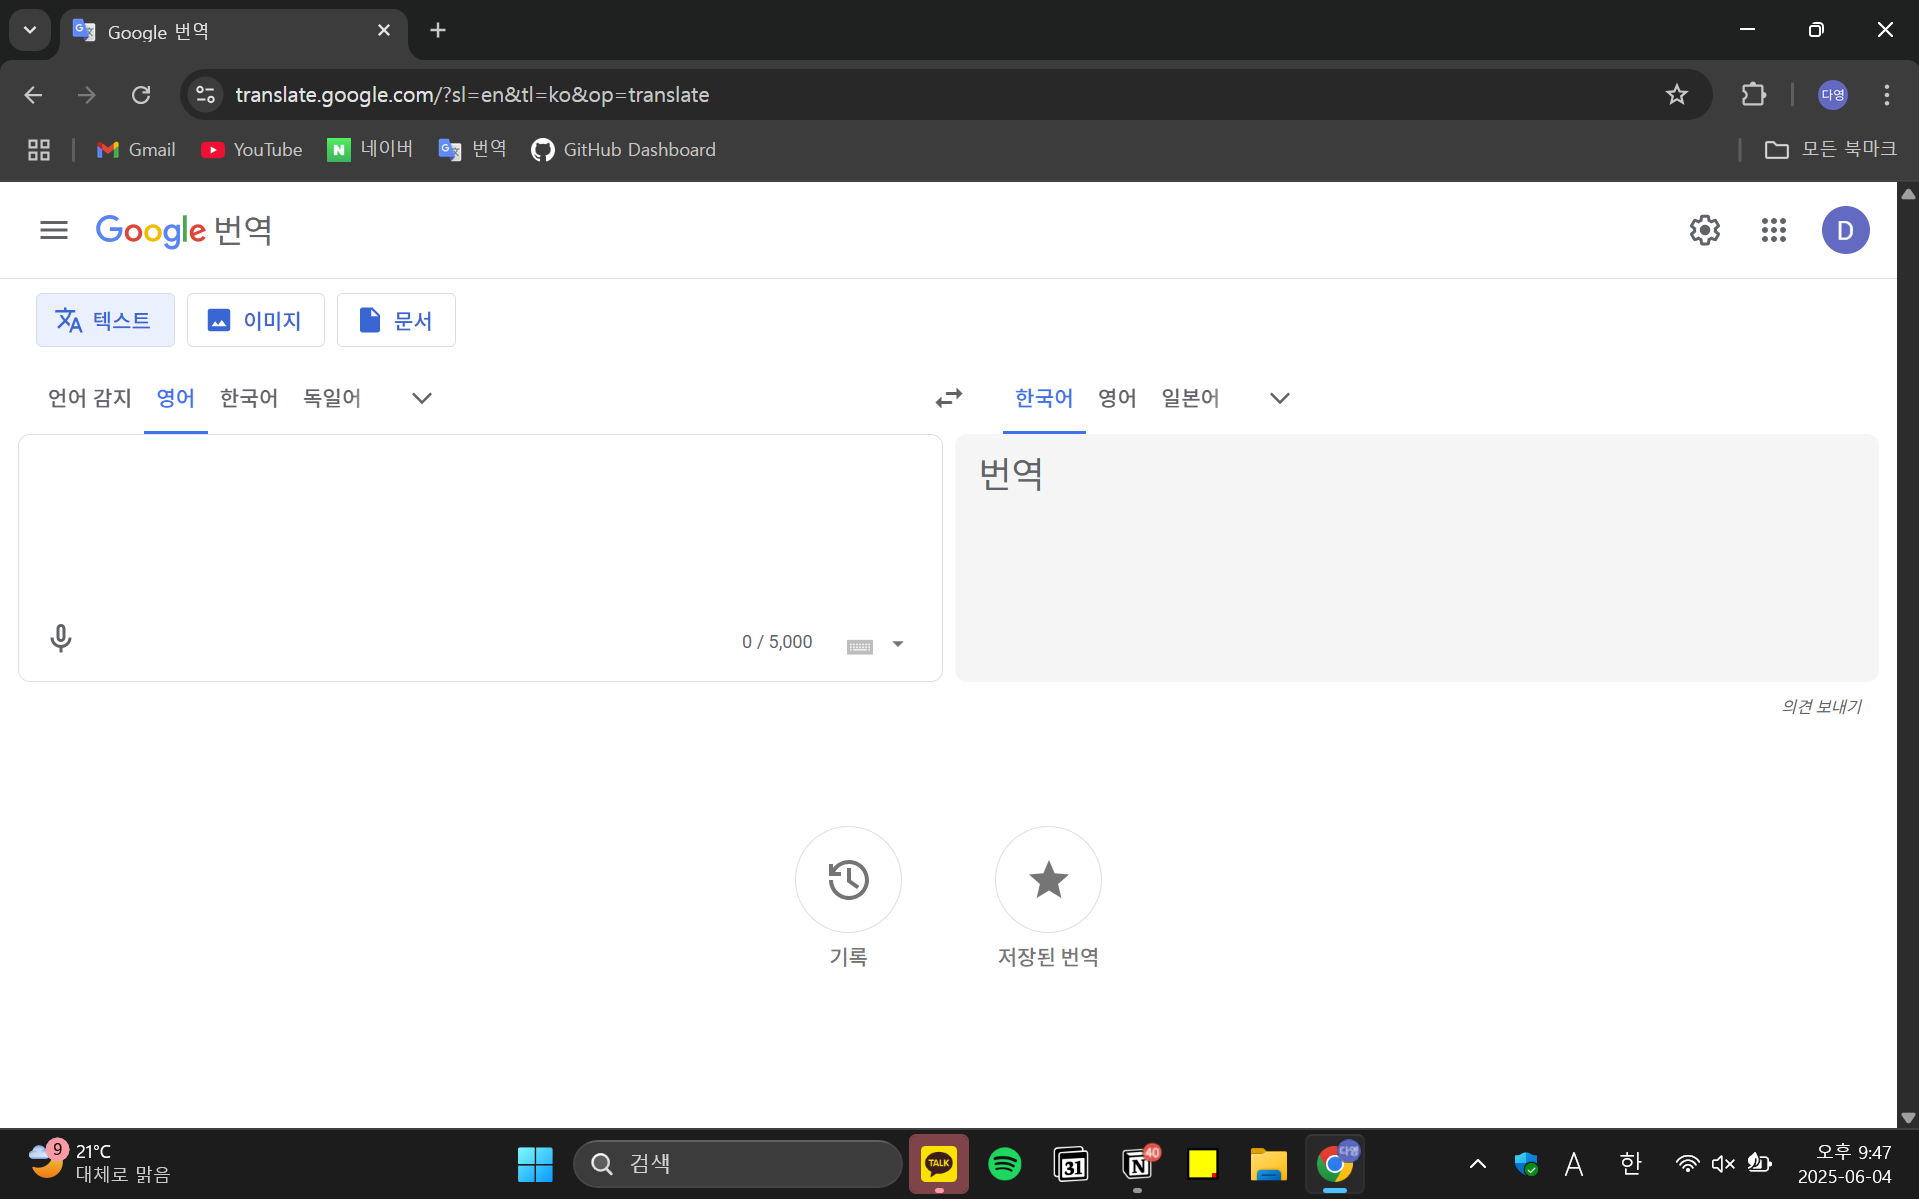 Google 번역
translate.google.com/?sl=en&tl=ko&op=translate
다영
Gmail
YouTube
네이버
번역
GitHub Dashboard
모든 북마크
Google 번역
D
텍스트
이미지
문서
언어 감지
영어
한국어
독일어
한국어
영어
일본어
번역
0 / 5,000
의견 보내기
기록
저장된 번역
9
21°C
대체로 맑음
검색
TALK
31
N
40
다영
A
한
오후 9:47
2025-06-04